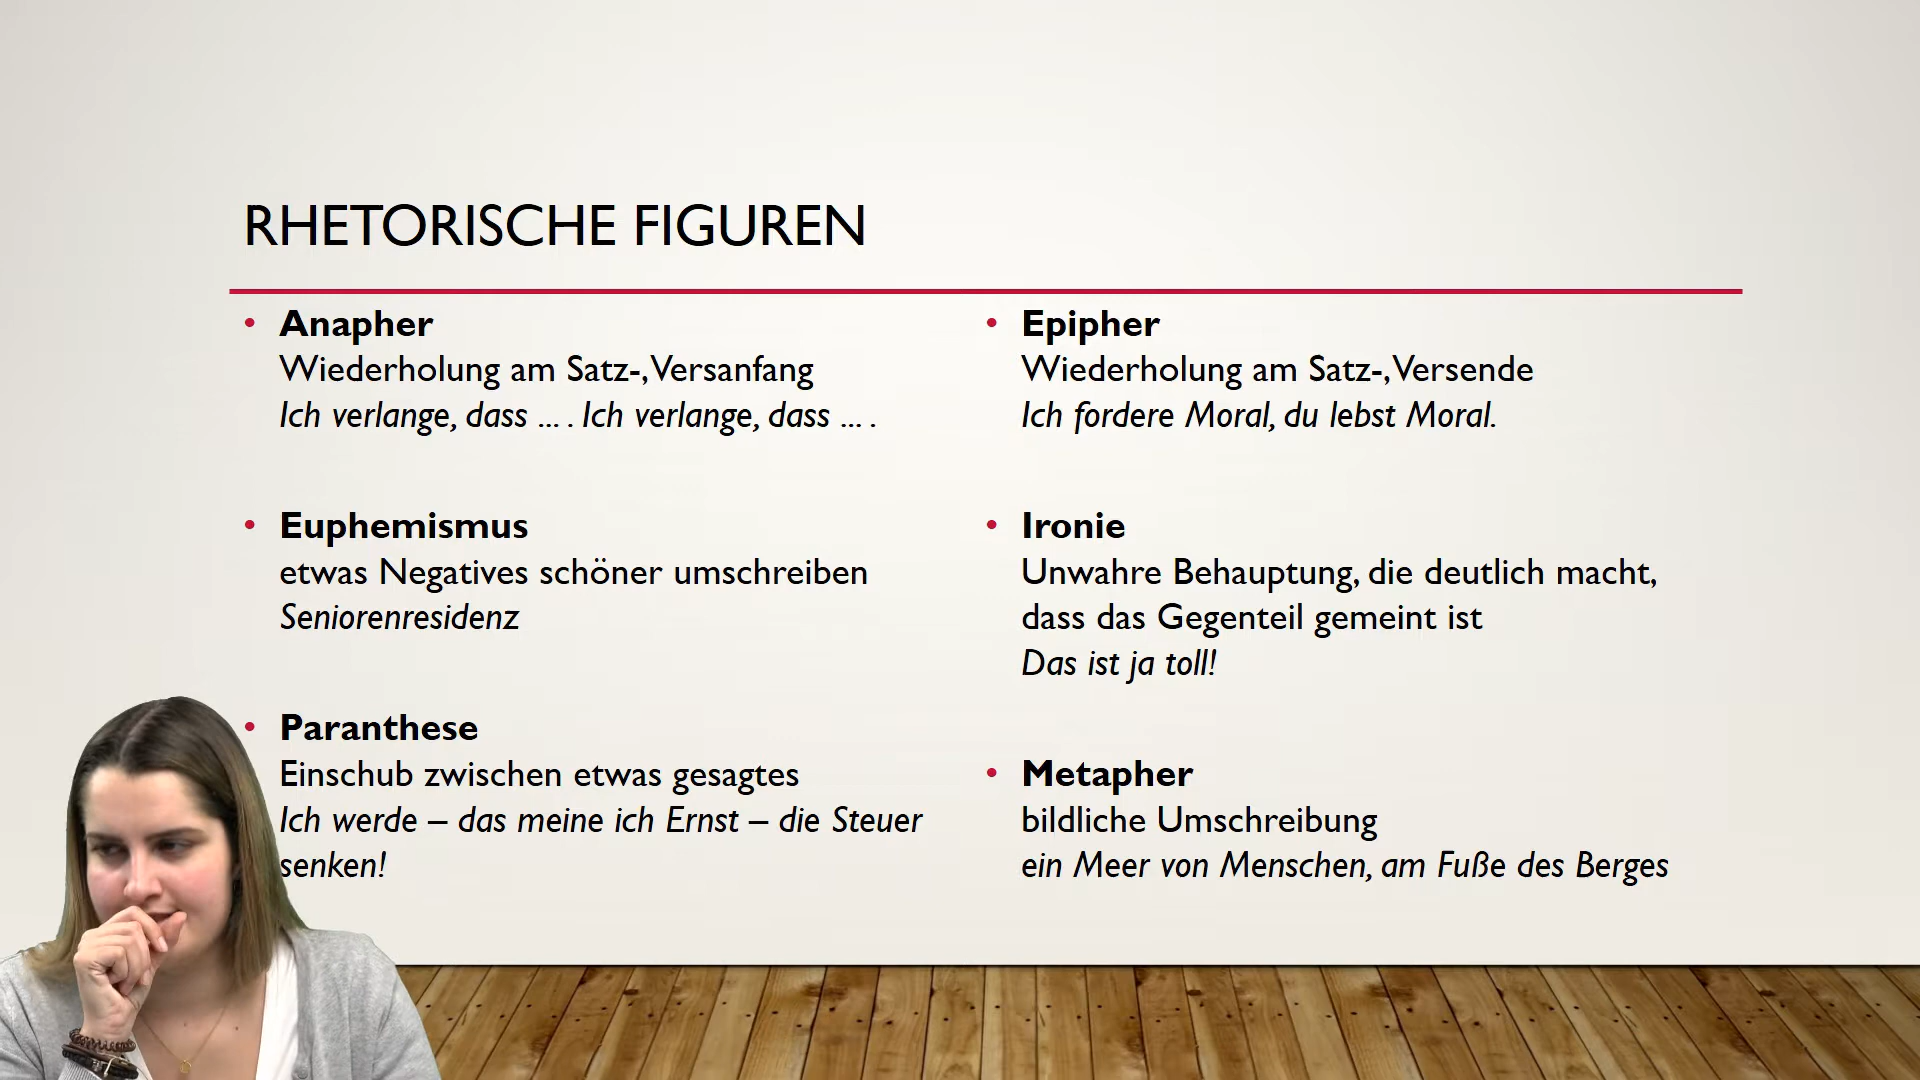 RHETORISCHE FIGUREN
• Anapher
Wiederholung am Satz-, Versanfang
Ich verlange, dass ... . Ich verlange, dass ... .
• Euphemismus
etwas Negatives schöner umschreiben
Seniorenresidenz
• Paranthese
Einschub zwischen etwas gesagtes
Ich werde – das meine ich Ernst – die Steuer
senken!
• Epipher
Wiederholung am Satz-, Versende
Ich fordere Moral, du lebst Moral.
• Ironie
Unwahre Behauptung, die deutlich macht,
dass das Gegenteil gemeint ist
Das ist ja toll!
• Metapher
bildliche Umschreibung
ein Meer von Menschen, am Fuße des Berges